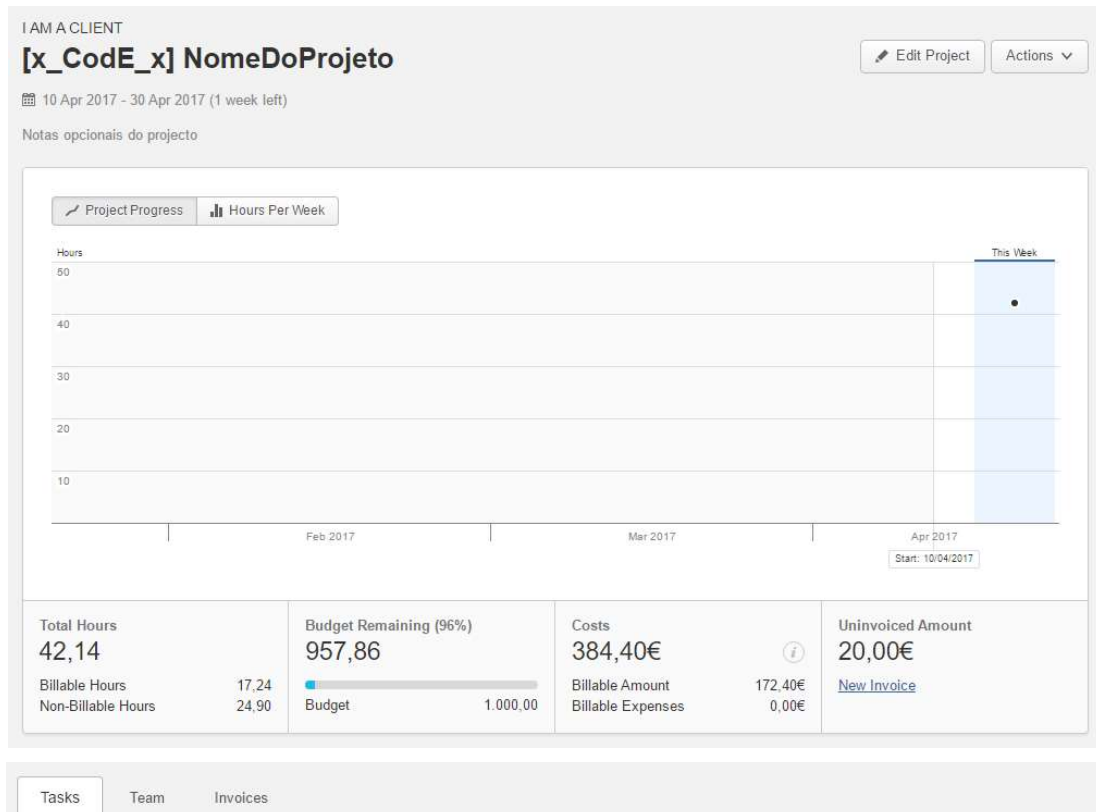 I AM A CLIENT
[x_CodE_x] NomeDoProjeto
Edit Project
Actions
10 Apr 2017 - 30 Apr 2017 (1 week left)
Notas opcionais do projecto
Project Progress
Hours Per Week
Hours
This Week
50
40
30
20
10
Feb 2017
Mar 2017
Apr 2017
Start: 10/04/2017
Total Hours
42,14
Billable Hours 17,24
Non-Billable Hours 24,90
Budget Remaining (96%)
957,86
Budget 1.000,00
Costs
384,40€
i
Billable Amount 172,40€
Billable Expenses 0,00€
Uninvoiced Amount
20,00€
New Invoice
Tasks
Team
Invoices